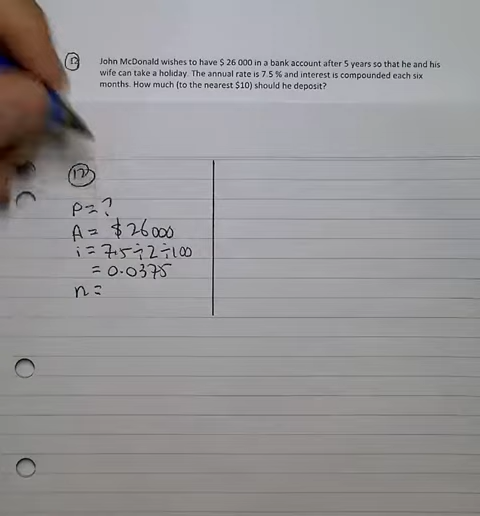 12 John McDonald wishes to have $ 26 000 in a bank account after 5 years so that he and his
wife can take a holiday. The annual rate is 7.5 % and interest is compounded each six
months. How much (to the nearest $10) should he deposit?
12
P=?
A= $26000
i=7.5÷2÷100
=0.0375
n=